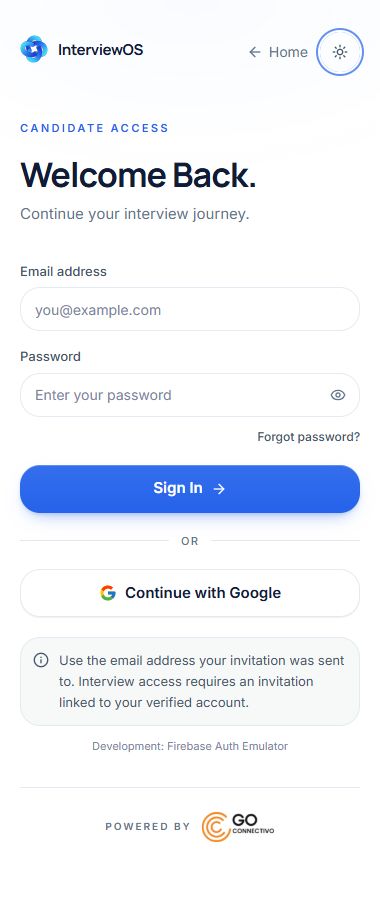 InterviewOS
← Home
CANDIDATE ACCESS
Welcome Back.
Continue your interview journey.
Email address
you@example.com
Password
Enter your password
Forgot password?
Sign In →
OR
Continue with Google
Use the email address your invitation was sent
to. Interview access requires an invitation
linked to your verified account.
Development: Firebase Auth Emulator
POWERED BY
GO
CONNECTIVO